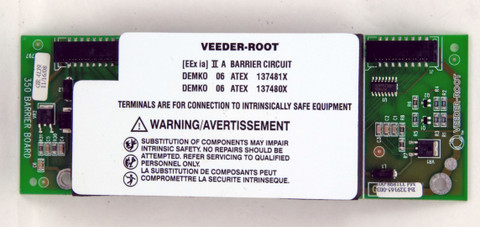 VEEDER-ROOT
[EEx ia] II A BARRIER CIRCUIT
DEMKO 06 ATEX 137481X
DEMKO 06 ATEX 137480X
TERMINALS ARE FOR CONNECTION TO INTRINSICALLY SAFE EQUIPMENT
WARNING/AVERTISSEMENT
SUBSTITUTION OF COMPONENTS MAY IMPAIR
INTRINSIC SAFETY. NO REPAIRS SHOULD BE
ATTEMPTED. REFER SERVICING TO QUALIFIED
PERSONNEL ONLY.
LA SUBSTITUTION DE COMPOSANTS PEUT
COMPROMETTRE LA SECURITE INTRINSEQUE.
350 BARRIER BOARD
VEEDER-ROOT